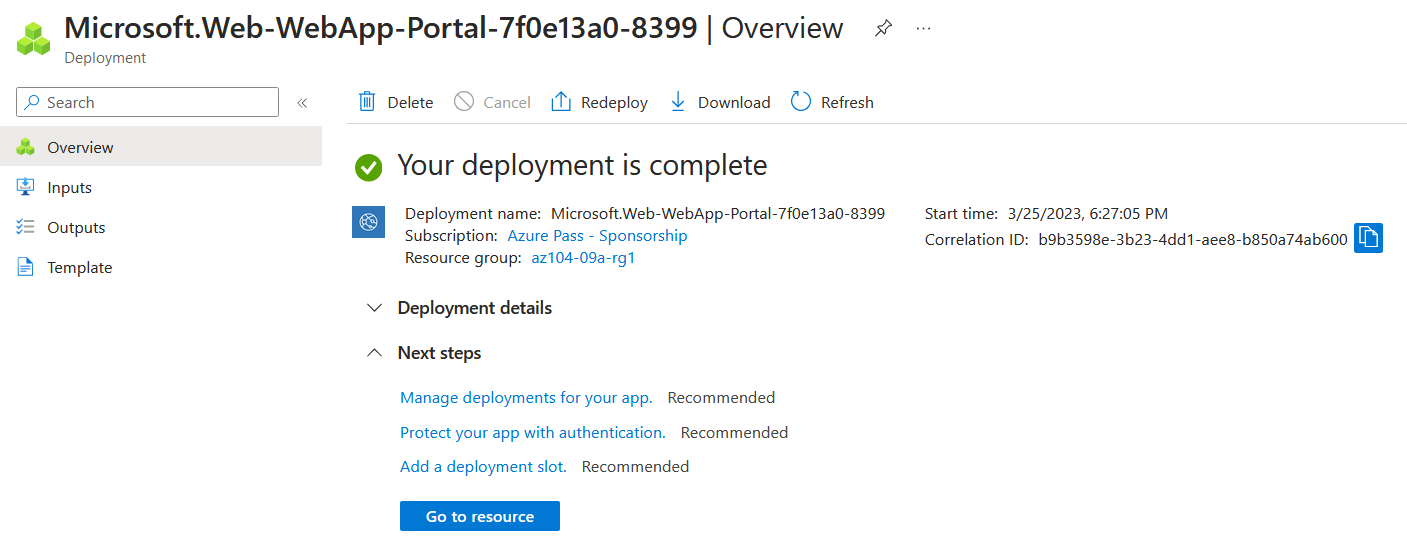 Microsoft.Web-WebApp-Portal-7f0e13a0-8399 | Overview
Deployment
Search
Delete
Cancel
Redeploy
Download
Refresh
Overview
Inputs
Outputs
Template
Your deployment is complete
Deployment name: Microsoft.Web-WebApp-Portal-7f0e13a0-8399
Subscription: Azure Pass - Sponsorship
Resource group: az104-09a-rg1
Start time: 3/25/2023, 6:27:05 PM
Correlation ID: b9b3598e-3b23-4dd1-aee8-b850a74ab600
Deployment details
Next steps
Manage deployments for your app. Recommended
Protect your app with authentication. Recommended
Add a deployment slot. Recommended
Go to resource